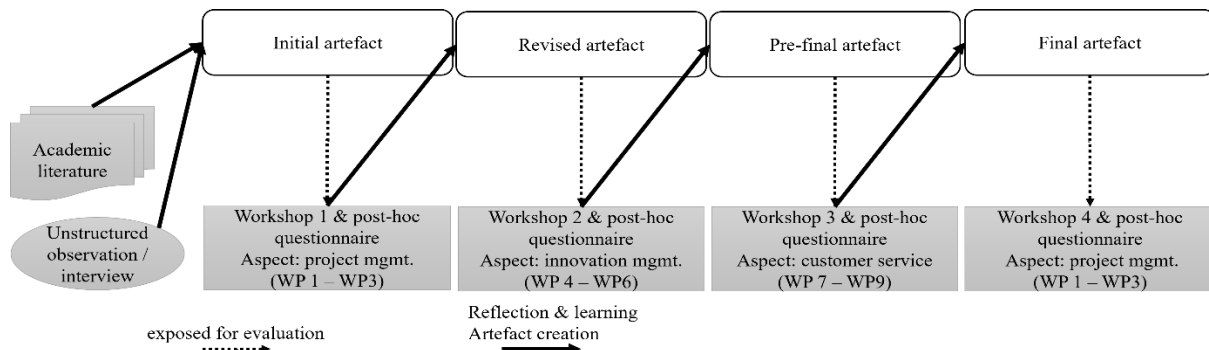 Initial artefact
Revised artefact
Pre-final artefact
Final artefact
Academic
literature
Unstructured
observation /
interview
Workshop 1 & post-hoc
questionnaire
Aspect: project mgmt.
(WP 1 – WP3)
Workshop 2 & post-hoc
questionnaire
Aspect: innovation mgmt.
(WP 4 – WP6)
Workshop 3 & post-hoc
questionnaire
Aspect: customer service
(WP 7 – WP9)
Workshop 4 & post-hoc
questionnaire
Aspect: project mgmt.
(WP 1 – WP3)
exposed for evaluation
Reflection & learning
Artefact creation